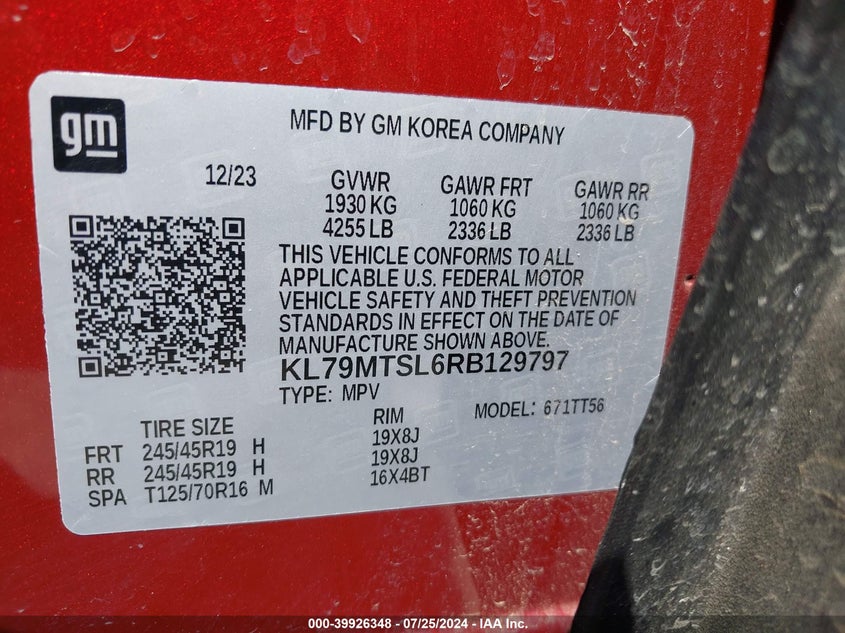 gm
MFD BY GM KOREA COMPANY
12/23
GVWR GAWR FRT GAWR RR
1930 KG 1060 KG 1060 KG
4255 LB 2336 LB 2336 LB
THIS VEHICLE CONFORMS TO ALL
APPLICABLE U.S. FEDERAL MOTOR
VEHICLE SAFETY AND THEFT PREVENTION
STANDARDS IN EFFECT ON THE DATE OF
MANUFACTURE SHOWN ABOVE.
KL79MTSL6RB129797
TYPE: MPV MODEL: 671TT56
TIRE SIZE RIM
FRT 245/45R19 H 19X8J
RR 245/45R19 H 19X8J
SPA T125/70R16 M 16X4BT
000-39926348 - 07/25/2024 - IAA Inc.